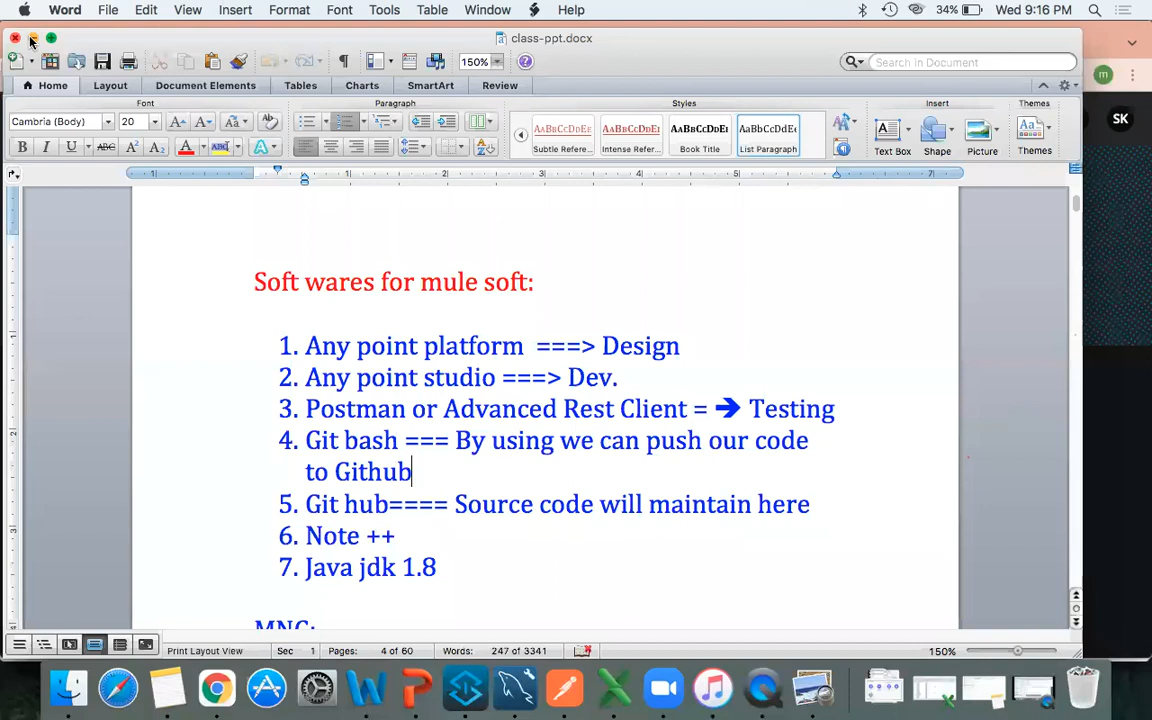 Word File Edit View Insert Format Font Tools Table Window Help 34% Wed 9:16 PM
class-ppt.docx
150% Search in Document
Home Layout Document Elements Tables Charts SmartArt Review
Font Paragraph Styles Insert Themes
Cambria (Body) 20
AABBCCDDEE AABBCCDDEE AaBbCcDdEe AaBbCcDdEe
Subtle Refere... Intense Refer... Book Title List Paragraph
Text Box Shape Picture Themes
m
SK
Soft wares for mule soft:
1. Any point platform ===> Design
2. Any point studio ===> Dev.
3. Postman or Advanced Rest Client = ➔ Testing
4. Git bash === By using we can push our code
to Github
5. Git hub==== Source code will maintain here
6. Note ++
7. Java jdk 1.8
MNC:
Print Layout View Sec 1 Pages: 4 of 60 Words: 247 of 3341 150%